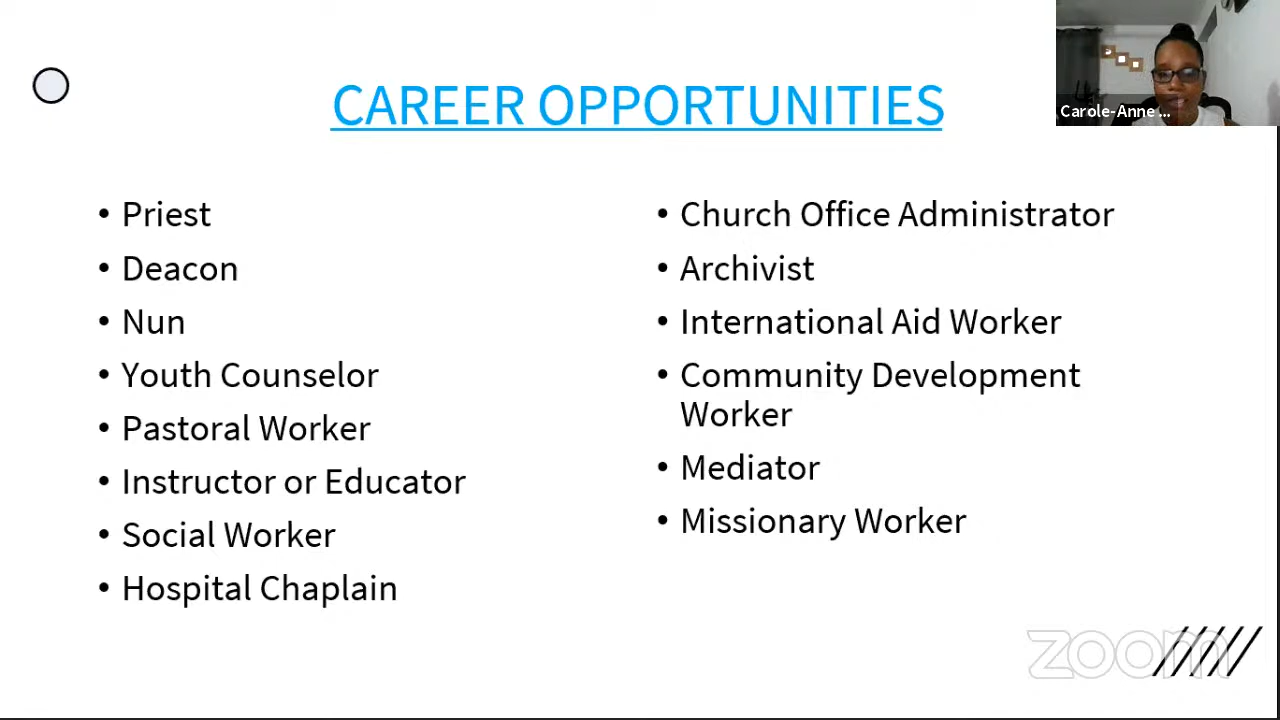 CAREER OPPORTUNITIES
Carole-Anne ...
• Priest
• Deacon
• Nun
• Youth Counselor
• Pastoral Worker
• Instructor or Educator
• Social Worker
• Hospital Chaplain
• Church Office Administrator
• Archivist
• International Aid Worker
• Community Development
Worker
• Mediator
• Missionary Worker
zoom